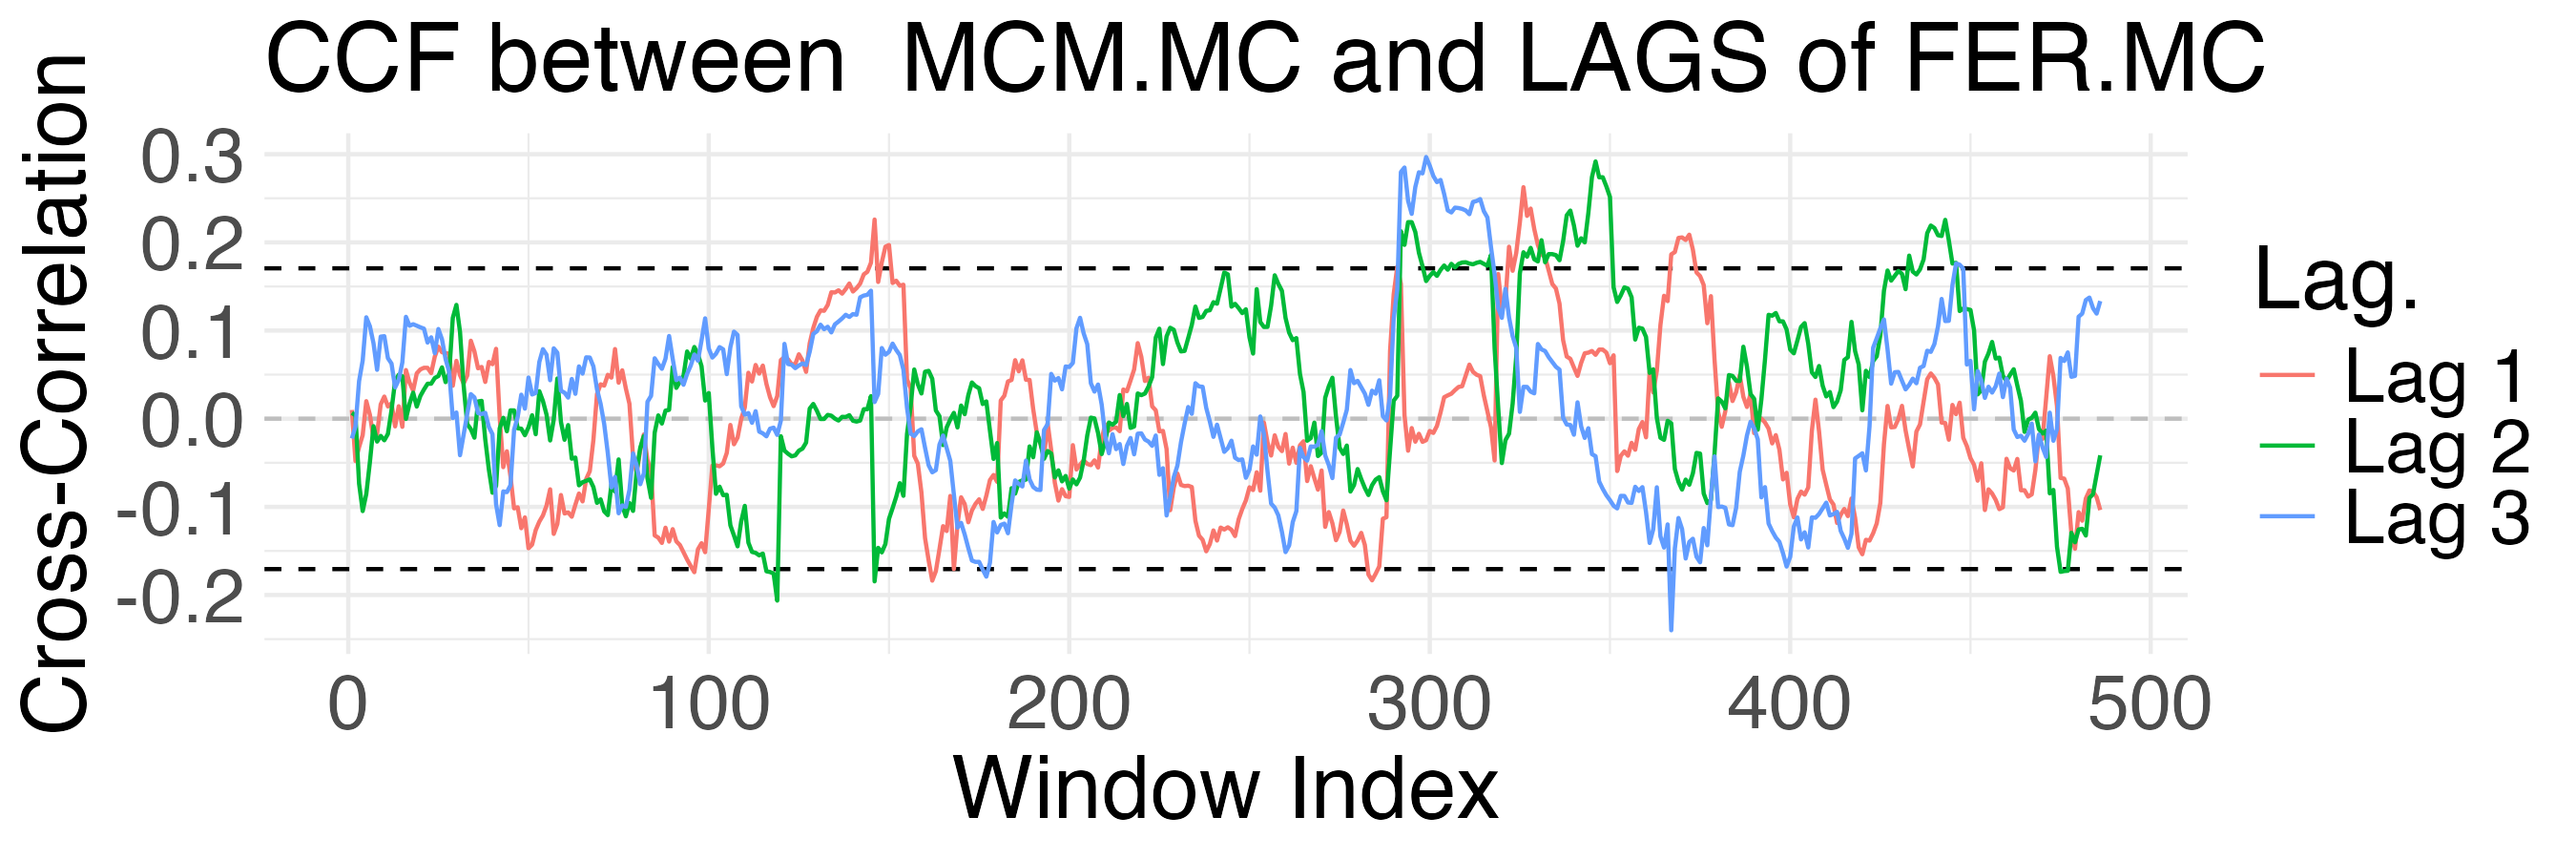 CCF between  MCM.MC and LAGS of FER.MC
Cross-Correlation
0.3
0.2
0.1
0.0
-0.1
-0.2
0 100 200 300 400 500
Window Index
Lag.
Lag 1
Lag 2
Lag 3